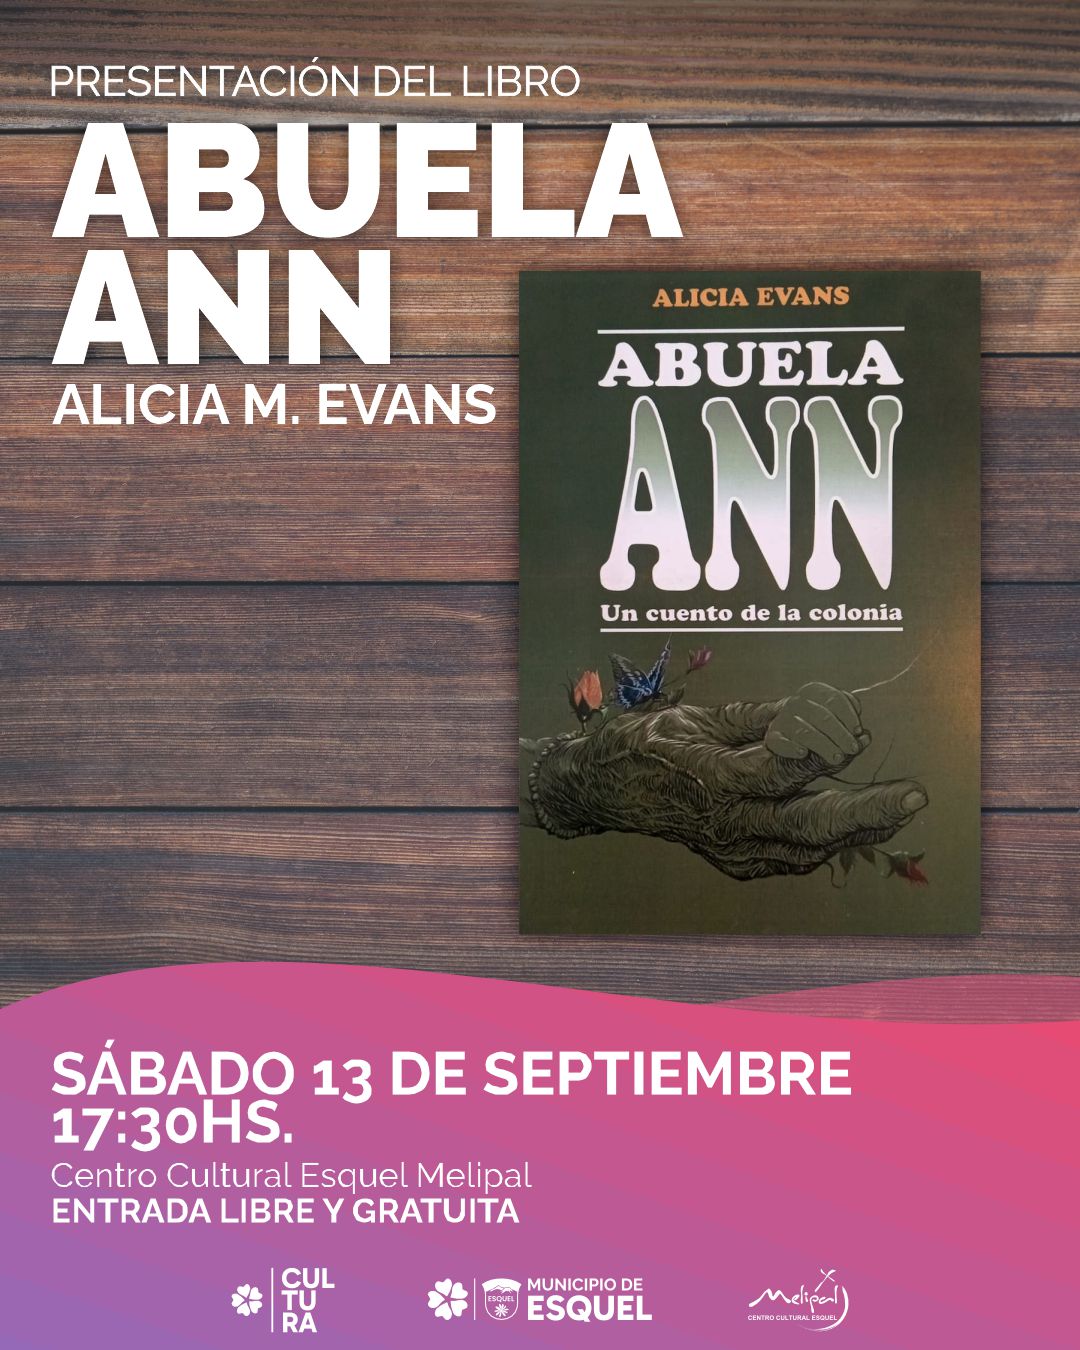 PRESENTACIÓN DEL LIBRO
ABUELA
ANN
ALICIA M. EVANS
ALICIA EVANS
ABUELA
ANN
Un cuento de la colonia
SÁBADO 13 DE SEPTIEMBRE
17:30HS.
Centro Cultural Esquel Melipal
ENTRADA LIBRE Y GRATUITA
CUL
TU
RA
ESQUEL
MUNICIPIO DE
ESQUEL
Melipal
CENTRO CULTURAL ESQUEL